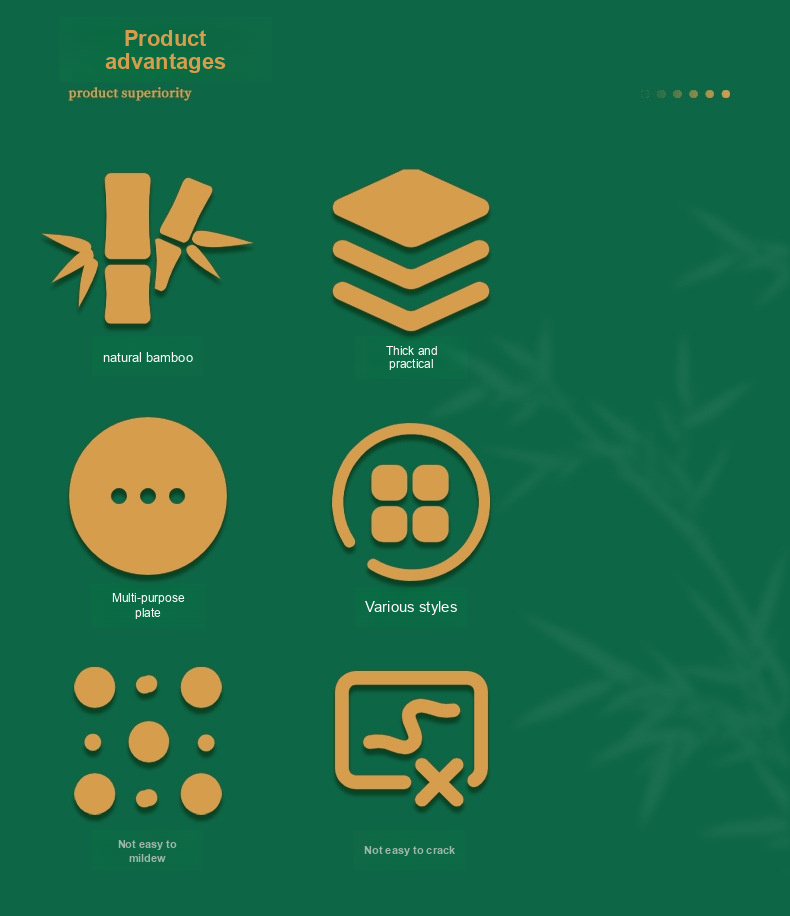 Product
advantages
product superiority
natural bamboo
Thick and
practical
Multi-purpose
plate
Various styles
Not easy to
mildew
Not easy to crack